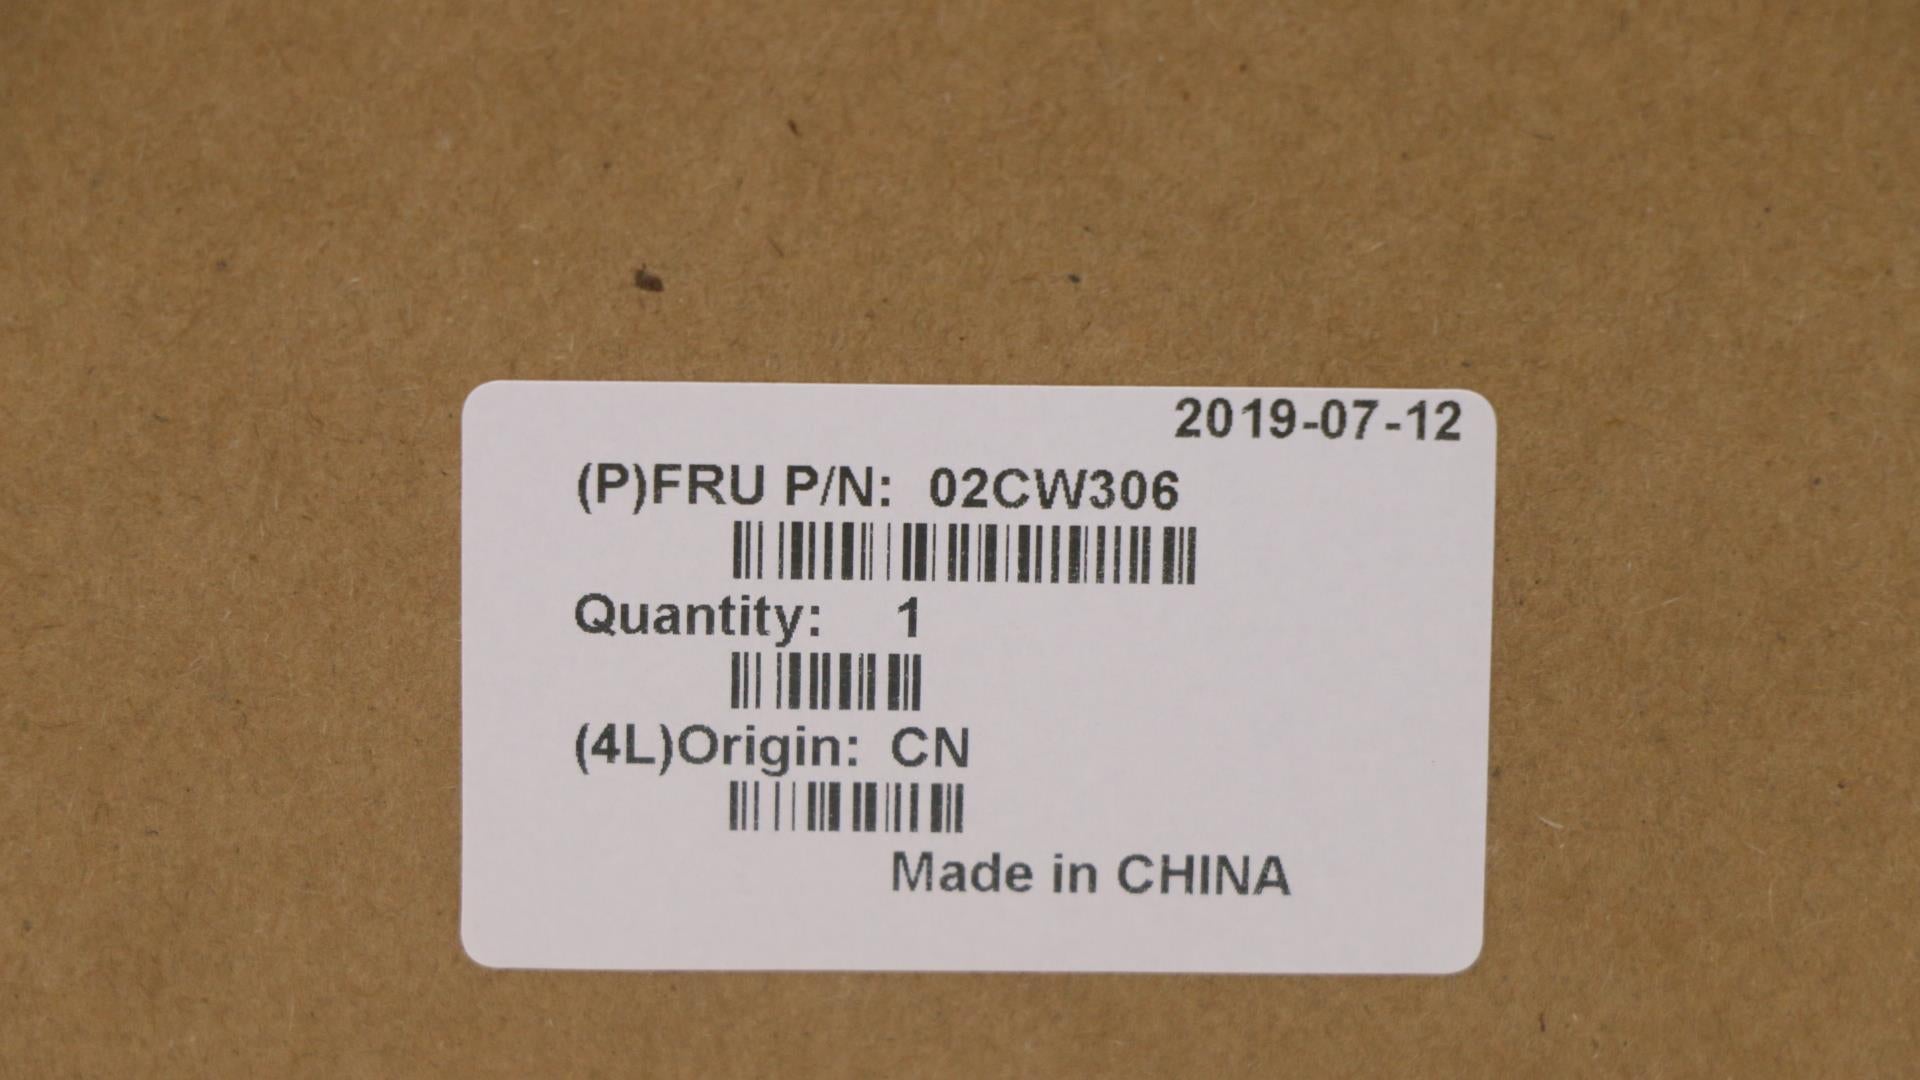 2019-07-12
(P)FRU P/N: 02CW306
Quantity: 1
(4L)Origin: CN
Made in CHINA